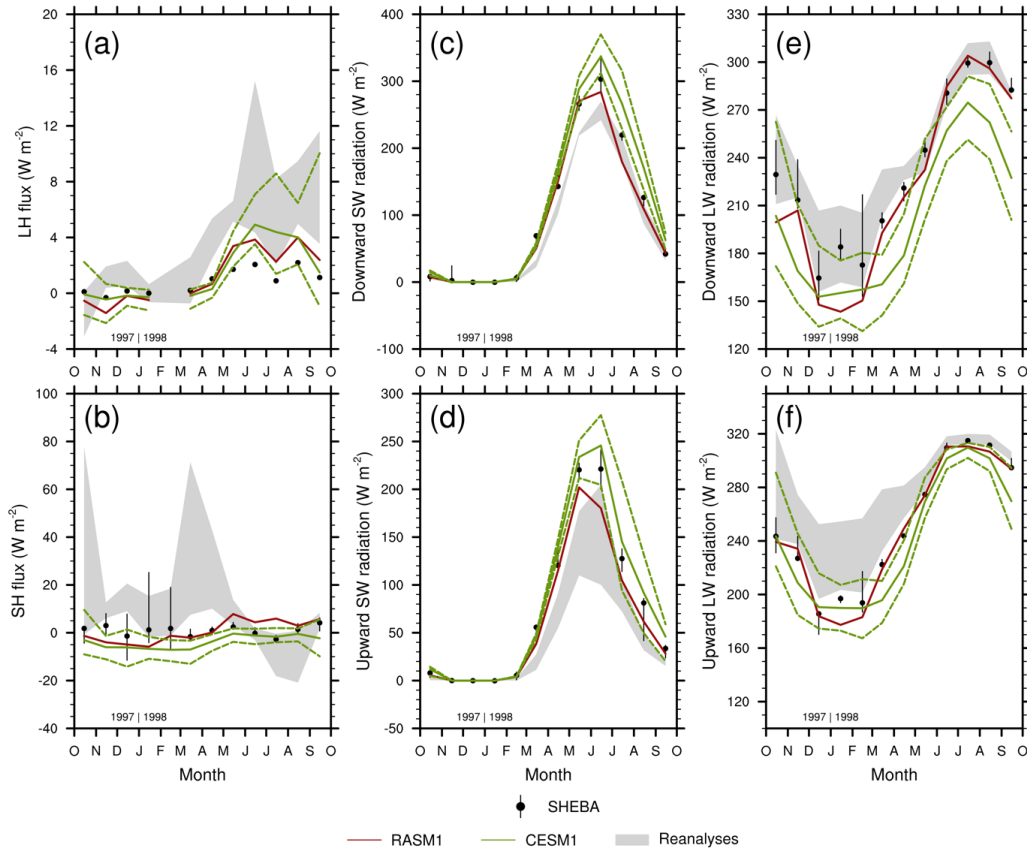 (a)
20
16
12
8
4
0
-4
LH flux (W m-2)
1997 | 1998
O N D J F M A M J J A S O
(c)
400
300
200
100
0
-100
Downward SW radiation (W m-2)
1997 | 1998
O N D J F M A M J J A S O
(e)
330
300
270
240
210
180
150
120
Downward LW radiation (W m-2)
1997 | 1998
O N D J F M A M J J A S O
(b)
100
80
60
40
20
0
-20
-40
SH flux (W m-2)
1997 | 1998
O N D J F M A M J J A S O
Month
(d)
300
250
200
150
100
50
0
-50
Upward SW radiation (W m-2)
1997 | 1998
O N D J F M A M J J A S O
Month
(f)
320
280
240
200
160
100
Upward LW radiation (W m-2)
1997 | 1998
O N D J F M A M J J A S O
Month
SHEBA
RASM1 CESM1 Reanalyses